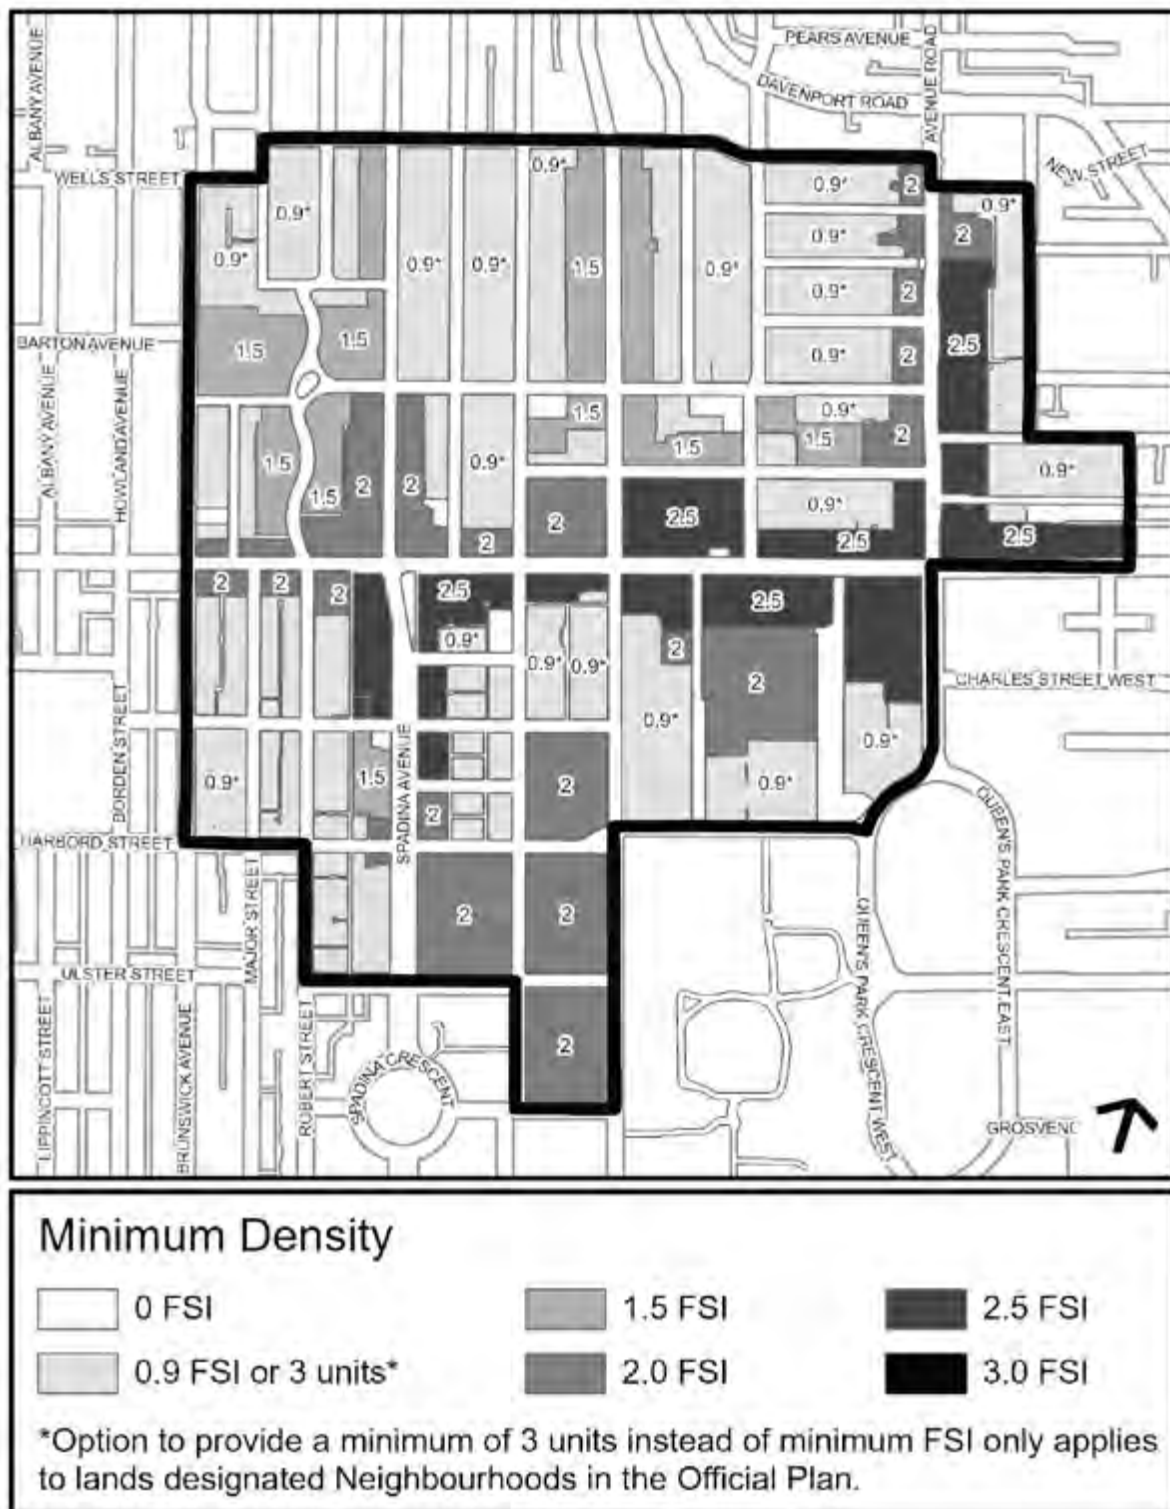 PEARS AVENUE
ALBANY AVENUE
AVENUE ROAD
DAVENPORT ROAD
NEW STREET
WELLS STREET
0.9*
0.9*
2
0.9*
0.9*
2
0.9*
0.9*
0.9*
0.9*
1.5
0.9*
0.9*
2
BARTON AVENUE
1.5
1.5
0.9*
2
2.5
ALBANY AVENUE
HOWLAND AVENUE
1.5
0.9*
2
1.5
1.5
1.5
0.9*
0.9*
1.5
2
2
0.9*
2
2.5
2
2.5
2.5
2
2
2
2.5
2.5
0.9*
2
0.9*
0.9*
2
CHARLES STREET WEST
BORDEN STREET
0.9*
0.9*
0.9*
1.5
SPADINA AVENUE
2
0.9*
2
QUEEN'S PARK CRESCENT EAST
HARBORD STREET
MAJOR STREET
2
2
QUEEN'S PARK CRESCENT WEST
ULSTER STREET
LIPPINCOTT STREET
BRUNSWICK AVENUE
ROBERT STREET
SPADINA CRESCENT
2
GROSVENC
Minimum Density
0 FSI
1.5 FSI
2.5 FSI
0.9 FSI or 3 units*
2.0 FSI
3.0 FSI
*Option to provide a minimum of 3 units instead of minimum FSI only applies
to lands designated Neighbourhoods in the Official Plan.